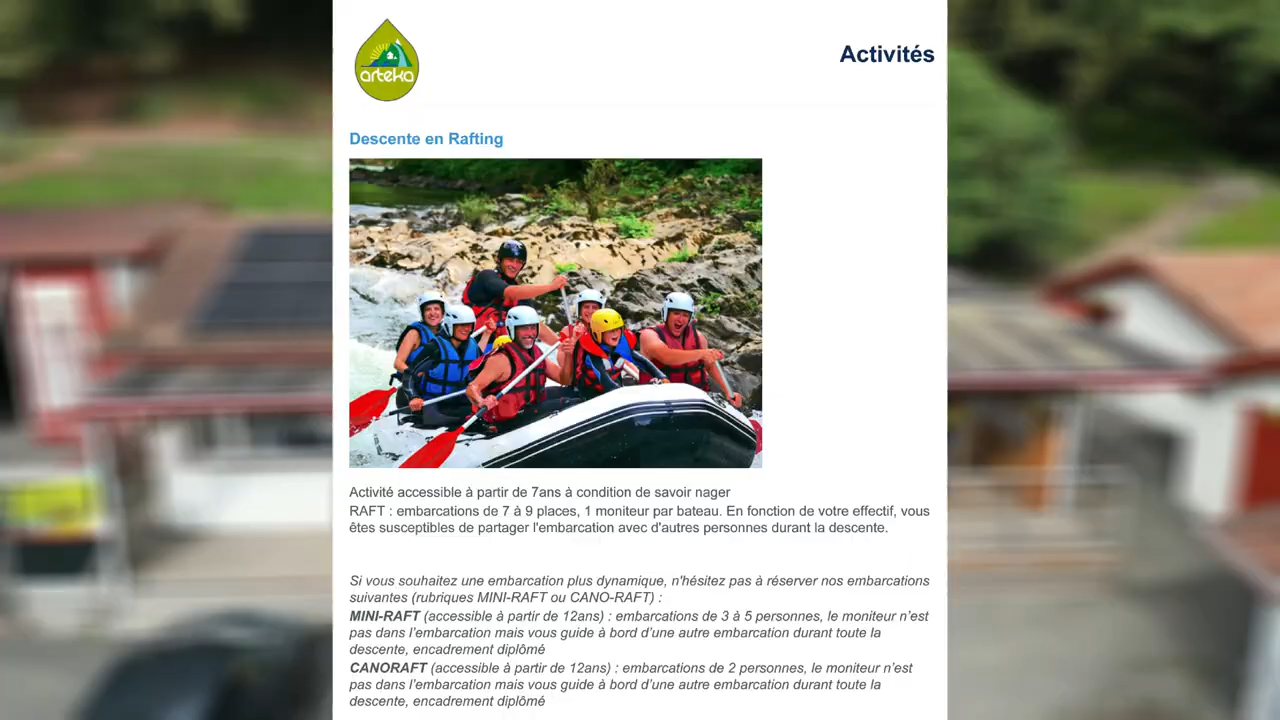 arteka
Activités
Descente en Rafting
Activité accessible à partir de 7ans à condition de savoir nager
RAFT : embarcations de 7 à 9 places, 1 moniteur par bateau. En fonction de votre effectif, vous
êtes susceptibles de partager l'embarcation avec d'autres personnes durant la descente.
Si vous souhaitez une embarcation plus dynamique, n'hésitez pas à réserver nos embarcations
suivantes (rubriques MINI-RAFT ou CANO-RAFT) :
MINI-RAFT (accessible à partir de 12ans) : embarcations de 3 à 5 personnes, le moniteur n’est
pas dans l’embarcation mais vous guide à bord d’une autre embarcation durant toute la
descente, encadrement diplômé
CANORAFT (accessible à partir de 12ans) : embarcations de 2 personnes, le moniteur n’est
pas dans l’embarcation mais vous guide à bord d’une autre embarcation durant toute la
descente, encadrement diplômé